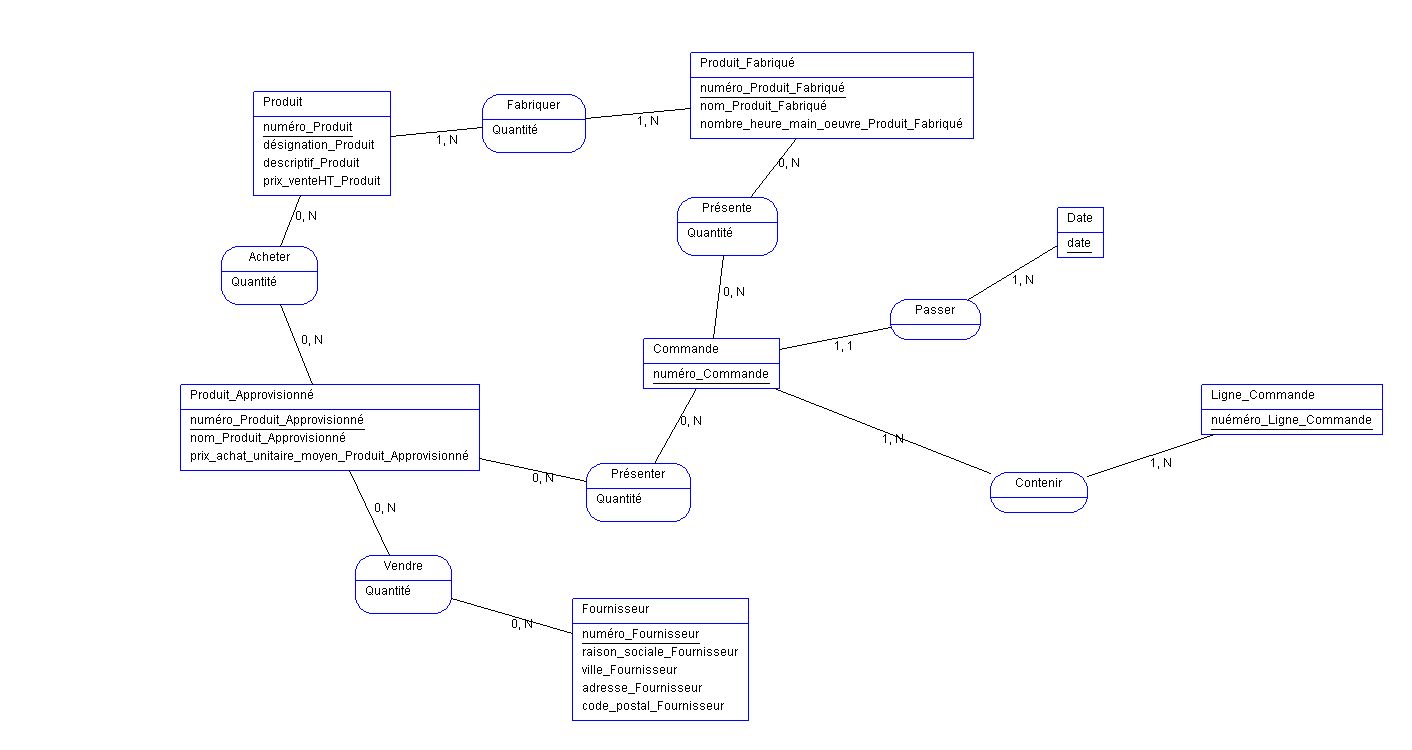 Produit_Fabriqué
numéro_Produit_Fabriqué
nom_Produit_Fabriqué
nombre_heure_main_oeuvre_Produit_Fabriqué
Produit
numéro_Produit
désignation_Produit
descriptif_Produit
prix_venteHT_Produit
Fabriquer
Quantité
1, N
1, N
0, N
0, N
Présente
Quantité
Date
date
Acheter
Quantité
0, N
1, N
Passer
0, N
1, 1
Commande
numéro_Commande
Produit_Approvisionné
numéro_Produit_Approvisionné
nom_Produit_Approvisionné
prix_achat_unitaire_moyen_Produit_Approvisionné
Ligne_Commande
nuéméro_Ligne_Commande
0, N
1, N
1, N
0, N
Présenter
Quantité
Contenir
0, N
Vendre
Quantité
0, N
Fournisseur
numéro_Fournisseur
raison_sociale_Fournisseur
ville_Fournisseur
adresse_Fournisseur
code_postal_Fournisseur